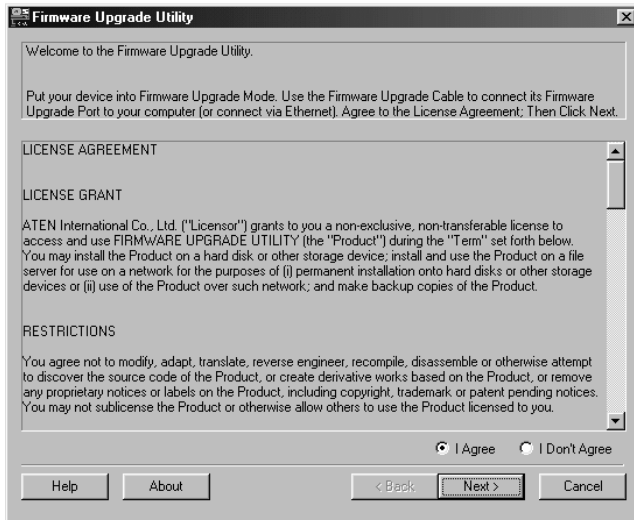 Firmware Upgrade Utility
Welcome to the Firmware Upgrade Utility.
Put your device into Firmware Upgrade Mode. Use the Firmware Upgrade Cable to connect its Firmware
Upgrade Port to your computer (or connect via Ethernet). Agree to the License Agreement; Then Click Next.
LICENSE AGREEMENT
LICENSE GRANT
ATEN International Co., Ltd. ("Licensor") grants to you a non-exclusive, non-transferable license to
access and use FIRMWARE UPGRADE UTILITY (the "Product") during the "Term" set forth below.
You may install the Product on a hard disk or other storage device; install and use the Product on a file
server for use on a network for the purposes of (i) permanent installation onto hard disks or other storage
devices or (ii) use of the Product over such network; and make backup copies of the Product.
RESTRICTIONS
You agree not to modify, adapt, translate, reverse engineer, recompile, disassemble or otherwise attempt
to discover the source code of the Product, or create derivative works based on the Product, or remove
any proprietary notices or labels on the Product, including copyright, trademark or patent pending notices.
You may not sublicense the Product or otherwise allow others to use the Product licensed to you.
I Agree I Don't Agree
Help About < Back Next > Cancel